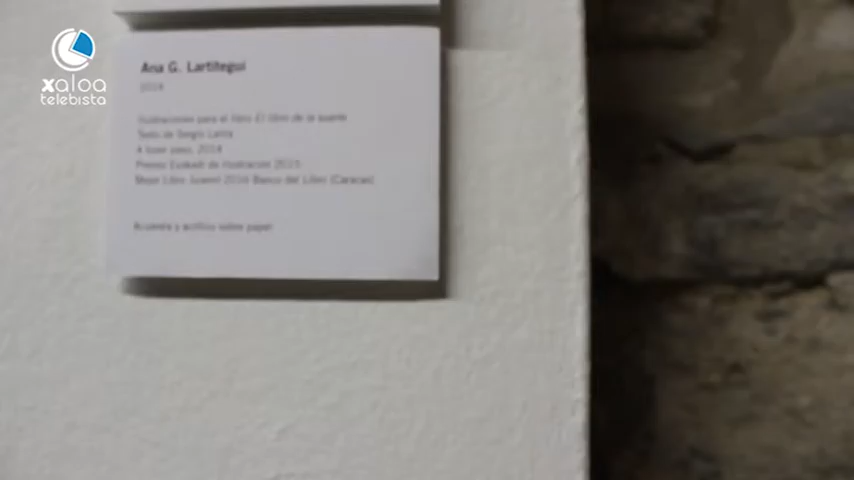 xaloa
telebista
Ana G. Lartitegui
2014
Ilustraciones para el libro El libro de la suerte
Texto de Sergio Lairla
A buen paso, 2014
Premio Euskadi de Ilustración 2015
Mejor Libro Juvenil 2016 Banco del Libro (Caracas)
Acuarela y acrílico sobre papel